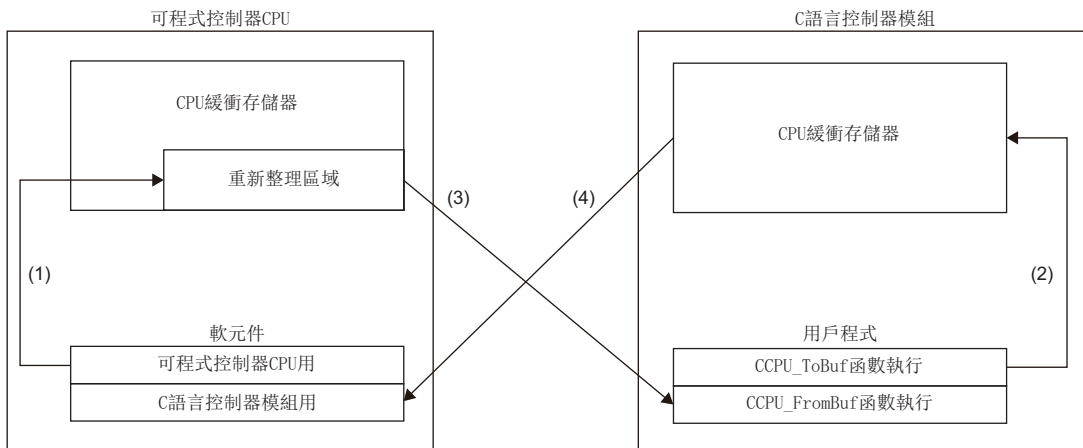 可程式控制器CPU
C語言控制器模組
CPU緩衝存儲器
CPU緩衝存儲器
重新整理區域
(3)
(4)
(1)
(2)
軟元件
用戶程式
可程式控制器CPU用
CCPU_ToBuf函數執行
C語言控制器模組用
CCPU_FromBuf函數執行